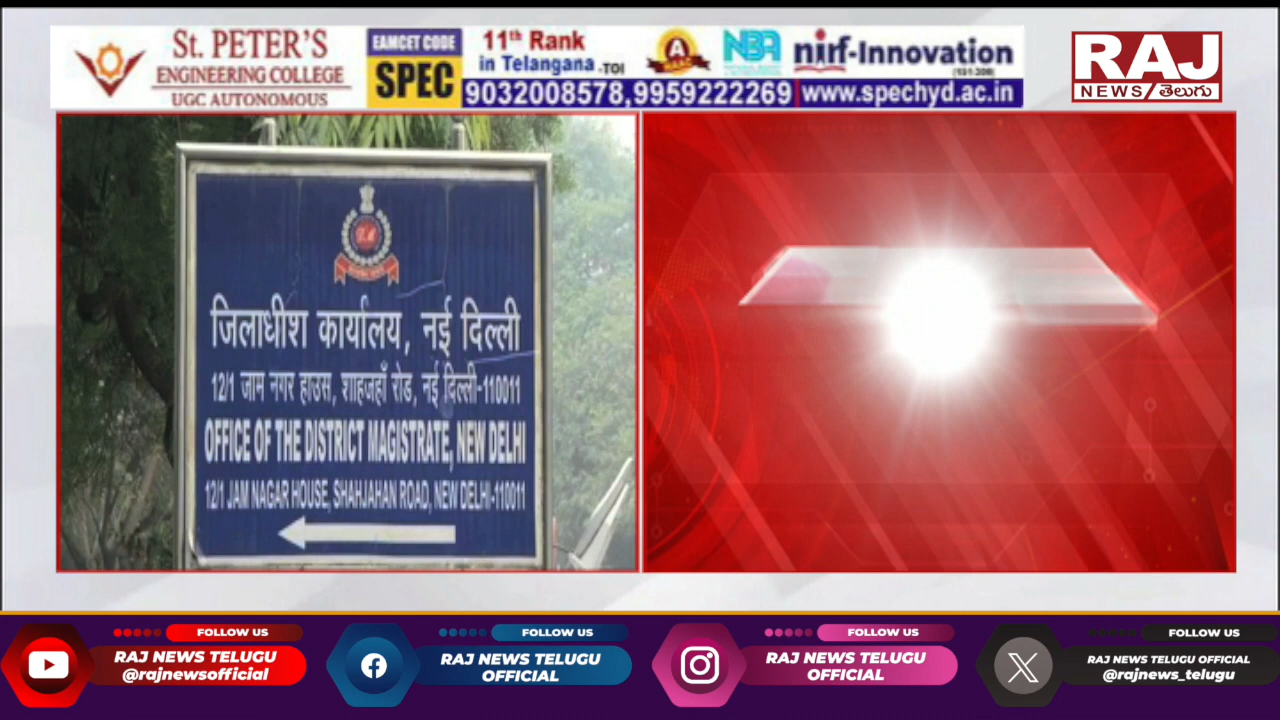 St. PETER'S
ENGINEERING COLLEGE
UGC AUTONOMOUS
EAMCET CODE
SPEC
11th Rank
in Telangana -TOI
NBA
nirf-Innovation
9032008578,9959222269
www.spechyd.ac.in
RAJ
NEWS తెలుగు
जिलाधीश कार्यालय, नई दिल्ली
12/1 जाम नगर हाउस, शाहजहाँ रोड, नई दिल्ली-110011
OFFICE OF THE DISTRICT MAGISTRATE, NEW DELHI
12/1 JAM NAGAR HOUSE, SHAHJAHAN ROAD, NEW DELHI-110011
FOLLOW US
RAJ NEWS TELUGU
@rajnewsofficial
FOLLOW US
RAJ NEWS TELUGU
OFFICIAL
FOLLOW US
RAJ NEWS TELUGU
OFFICIAL
FOLLOW US
RAJ NEWS TELUGU OFFICIAL
@rajnews_telugu